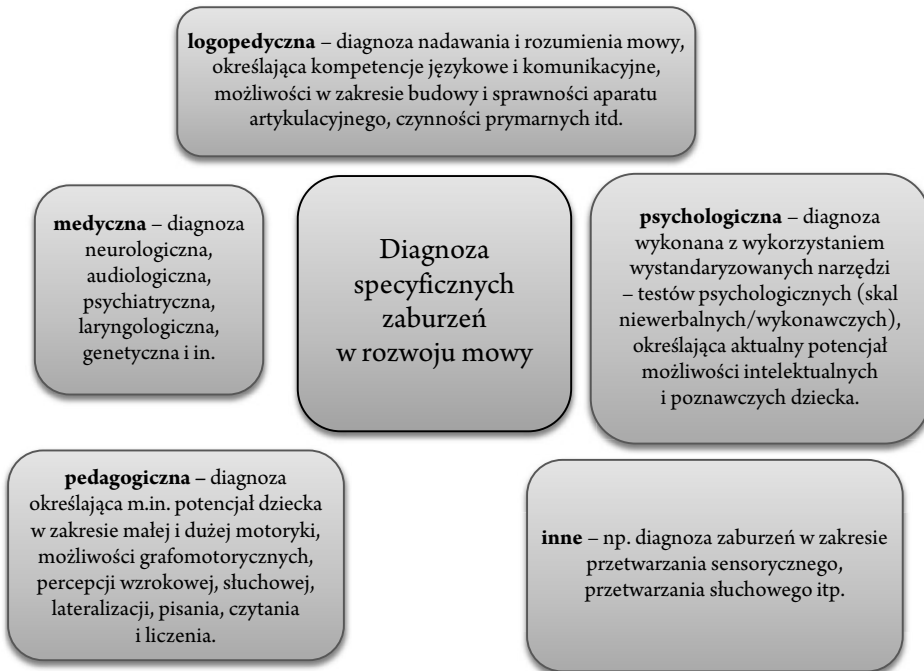 logopedyczna – diagnoza nadawania i rozumienia mowy,
określająca kompetencje językowe i komunikacyjne,
możliwości w zakresie budowy i sprawności aparatu
artykulacyjnego, czynności prymarnych itd.
medyczna – diagnoza
neurologiczna,
audiologiczna,
psychiatryczna,
laryngologiczna,
genetyczna i in.
Diagnoza
specyficznych
zaburzeń
w rozwoju mowy
psychologiczna – diagnoza
wykonana z wykorzystaniem
wystandaryzowanych narzędzi
– testów psychologicznych (skal
niewerbalnych/wykonawczych),
określająca aktualny potencjał
możliwości intelektualnych
i poznawczych dziecka.
pedagogiczna – diagnoza
określająca m.in. potencjał dziecka
w zakresie małej i dużej motoryki,
możliwości grafomotorycznych,
percepcji wzrokowej, słuchowej,
lateralizacji, pisania, czytania
i liczenia.
inne – np. diagnoza zaburzeń w zakresie
przetwarzania sensorycznego,
przetwarzania słuchowego itp.